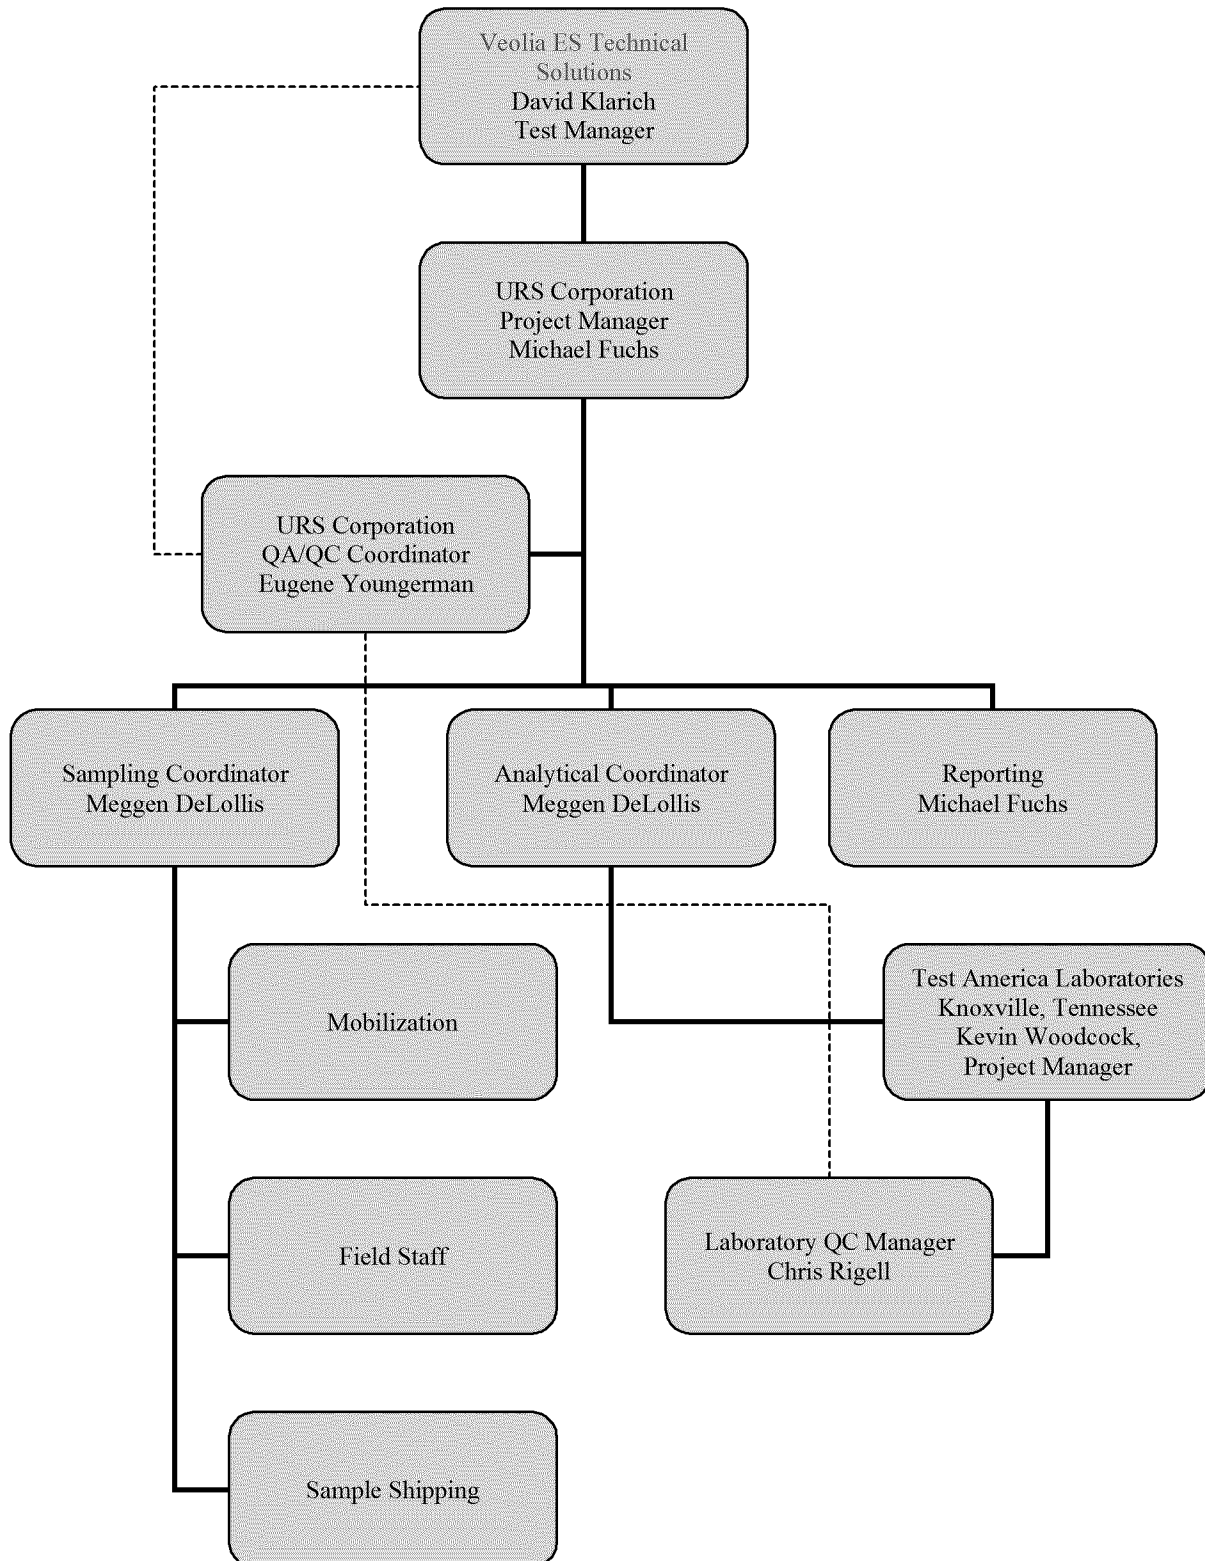 Veolia ES Technical
Solutions
David Klarich
Test Manager
URS Corporation
Project Manager
Michael Fuchs
URS Corporation
QA/QC Coordinator
Eugene Youngerman
Sampling Coordinator
Meggen DeLollis
Analytical Coordinator
Meggen DeLollis
Reporting
Michael Fuchs
Mobilization
Test America Laboratories
Knoxville, Tennessee
Kevin Woodcock,
Project Manager
Field Staff
Laboratory QC Manager
Chris Rigell
Sample Shipping